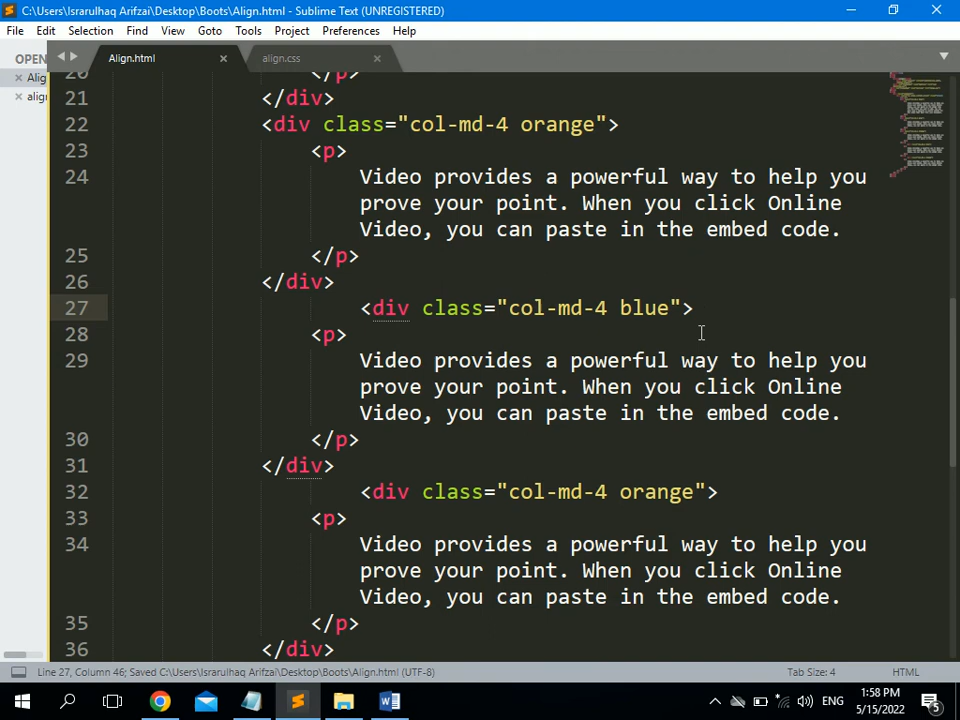 C:\Users\Israrulhaq Arifzai\Desktop\Boots\Align.html - Sublime Text (UNREGISTERED)
File Edit Selection View Goto Tools Project Preferences Help
OPEN
Align.html
align.css
Alig
align
20 </p>
21 </div>
22 <div class="col-md-4 orange">
23 <p>
24 Video provides a powerful way to help you
prove your point. When you click Online
Video, you can paste in the embed code.
25 </p>
26 </div>
27 <div class="col-md-4 blue">
28 <p>
29 Video provides a powerful way to help you
prove your point. When you click Online
Video, you can paste in the embed code.
30 </p>
31 </div>
32 <div class="col-md-4 orange">
33 <p>
34 Video provides a powerful way to help you
prove your point. When you click Online
Video, you can paste in the embed code.
35 </p>
36 </div>
Line 27, Column 46; Saved C:\Users\Israrulhaq Arifzai\Desktop\Boots\Align.html (UTF-8) Tab Size: 4 HTML
ENG
1:58 PM
5/15/2022
5